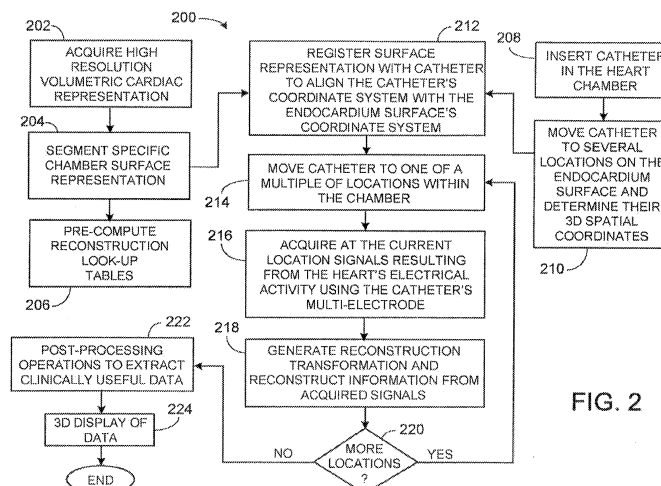 200
202
ACQUIRE HIGH
RESOLUTION
VOLUMETRIC CARDIAC
REPRESENTATION
204
SEGMENT SPECIFIC
CHAMBER SURFACE
REPRESENTATION
PRE-COMPUTE
RECONSTRUCTION
LOOK-UP
TABLES
206
212
REGISTER SURFACE
REPRESENTATION WITH CATHETER
TO ALIGN THE CATHETER'S
COORDINATE SYSTEM WITH THE
ENDOCARDIUM SURFACE'S
COORDINATE SYSTEM
208
INSERT CATHETER
IN THE HEART
CHAMBER
MOVE CATHETER
TO SEVERAL
LOCATIONS ON THE
ENDOCARDIUM
SURFACE AND
DETERMINE THEIR
3D SPATIAL
COORDINATES
210
MOVE CATHETER TO ONE OF A
MULTIPLE OF LOCATIONS WITHIN
THE CHAMBER
214
216
ACQUIRE AT THE CURRENT
LOCATION SIGNALS RESULTING
FROM THE HEART'S ELECTRICAL
ACTIVITY USING THE CATHETER'S
MULTI-ELECTRODE
218
GENERATE RECONSTRUCTION
TRANSFORMATION AND
RECONSTRUCT INFORMATION FROM
ACQUIRED SIGNALS
220
MORE
LOCATIONS
?
NO
YES
222
POST-PROCESSING
OPERATIONS TO EXTRACT
CLINICALLY USEFUL DATA
224
3D DISPLAY OF
DATA
END
FIG. 2